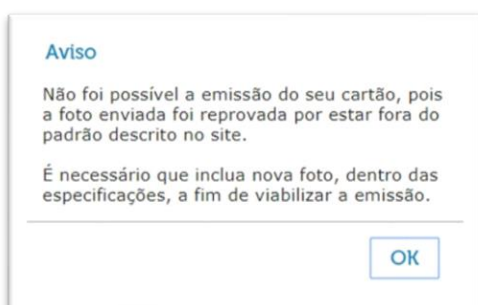 Aviso
Não foi possível a emissão do seu cartão, pois
a foto enviada foi reprovada por estar fora do
padrão descrito no site.
É necessário que inclua nova foto, dentro das
especificações, a fim de viabilizar a emissão.
OK